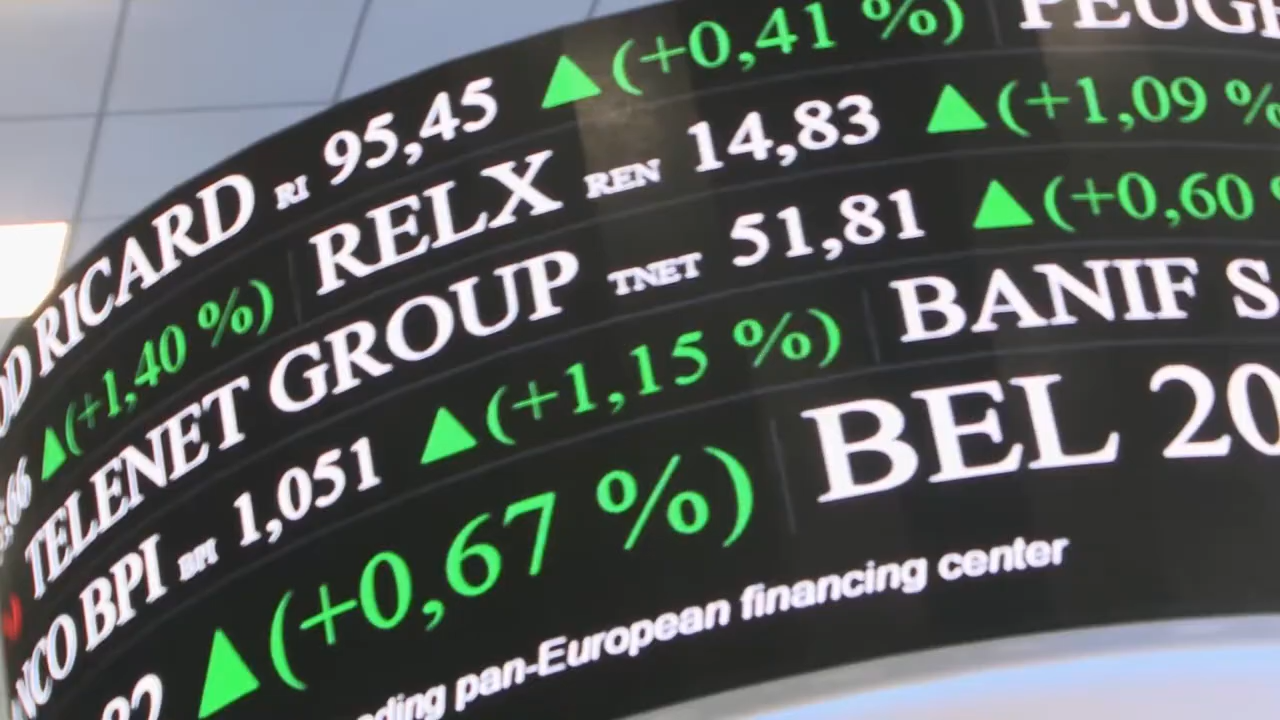 RICARD RI 95,45 ▲ (+0,41 %)
▲ (+1,40 %) RELX REN 14,83 ▲ (+1,09 %
TELENET GROUP TNET 51,81 ▲ (+0,60
BPI BPI 1,051 ▲ (+1,15 %) BANIF S
▲ (+0,67 %) BEL 20
pan-European financing center